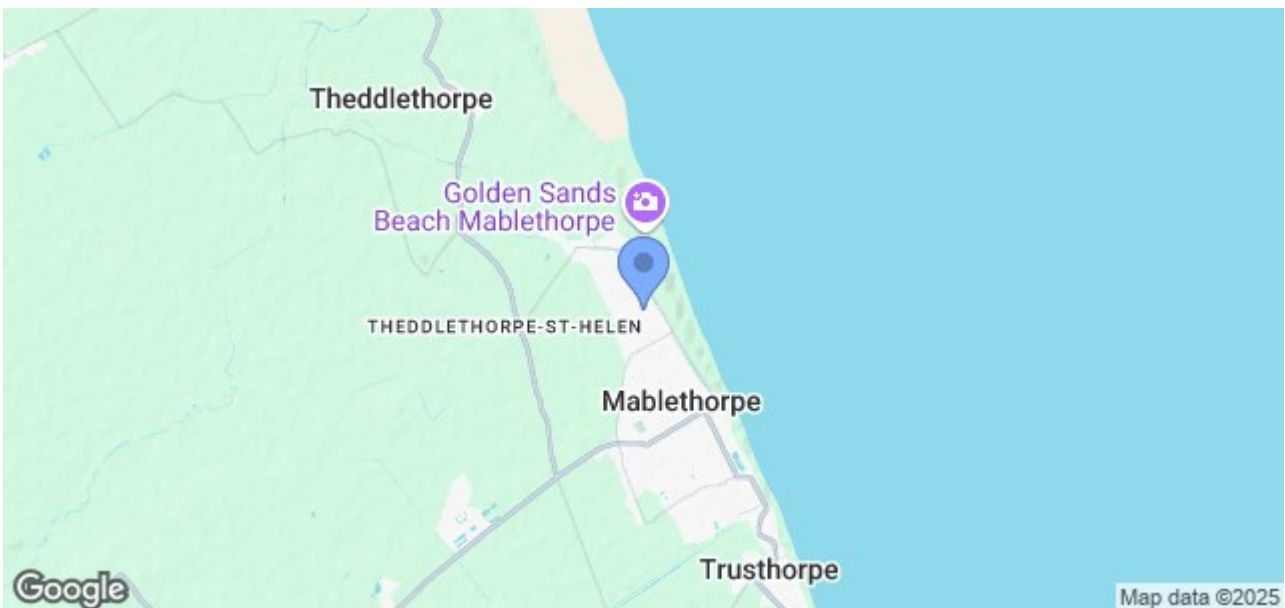 Theddlethorpe
Golden Sands
Beach Mablethorpe
THEDDLETHORPE-ST-HELEN
Mablethorpe
Trusthorpe
Google
Map data ©2025